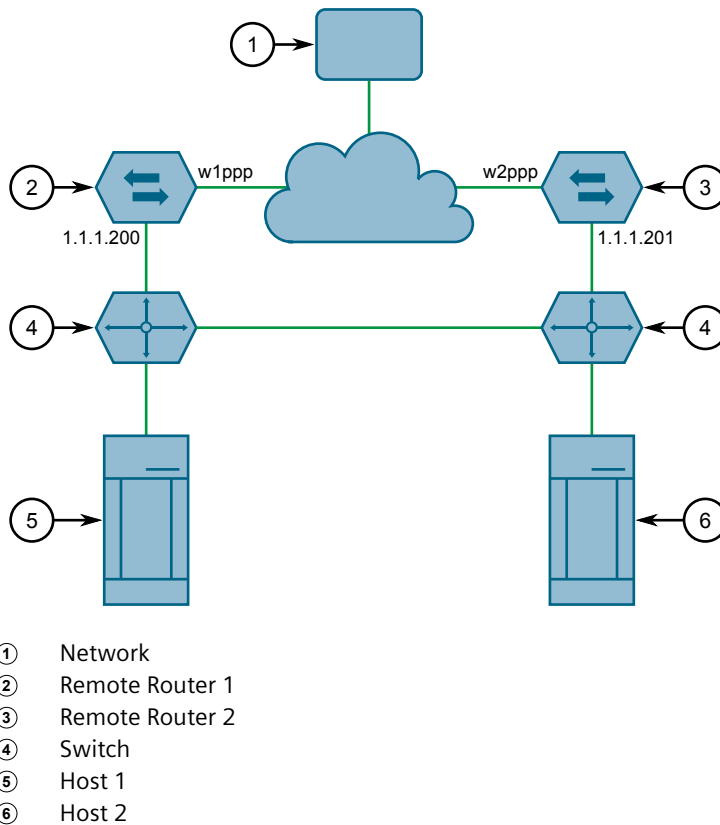 1
w1ppp
w2ppp
2
3
1.1.1.200
1.1.1.201
4
4
5
6
1 Network
2 Remote Router 1
3 Remote Router 2
4 Switch
5 Host 1
6 Host 2